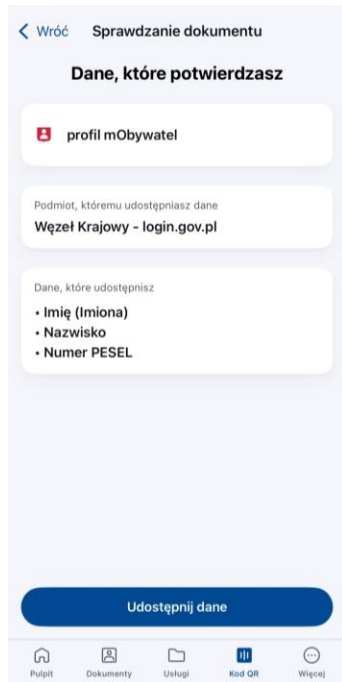 Wróć Sprawdzanie dokumentu
Dane, które potwierdzasz
profil mObywatel
Podmiot, któremu udostępniasz dane
Węzeł Krajowy - login.gov.pl
Dane, które udostępnisz
• Imię (Imiona)
• Nazwisko
• Numer PESEL
Udostępnij dane
Pulpit Dokumenty Usługi Kod QR Więcej